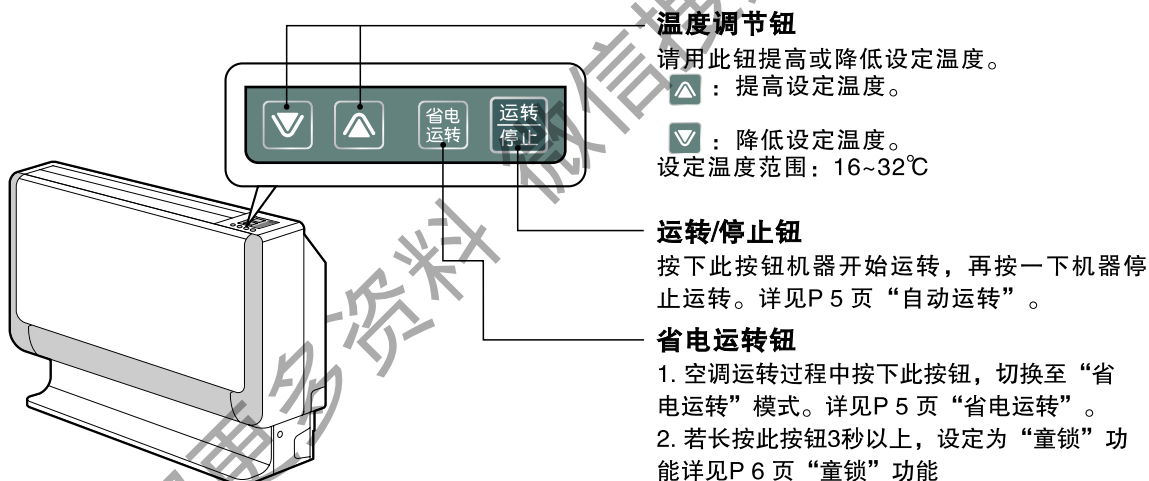 温度调节钮
请用此钮提高或降低设定温度。
：提高设定温度。
：降低设定温度。
设定温度范围：16~32℃
省电
运转
运转
停止
运转/停止钮
按下此按钮机器开始运转，再按一下机器停
止运转。详见P 5 页“自动运转”。
省电运转钮
1. 空调运转过程中按下此按钮，切换至“省
电运转”模式。详见P 5 页“省电运转”。
2. 若长按此按钮3秒以上，设定为“童锁”功
能详见P 6 页“童锁”功能
更多资料 微信搜